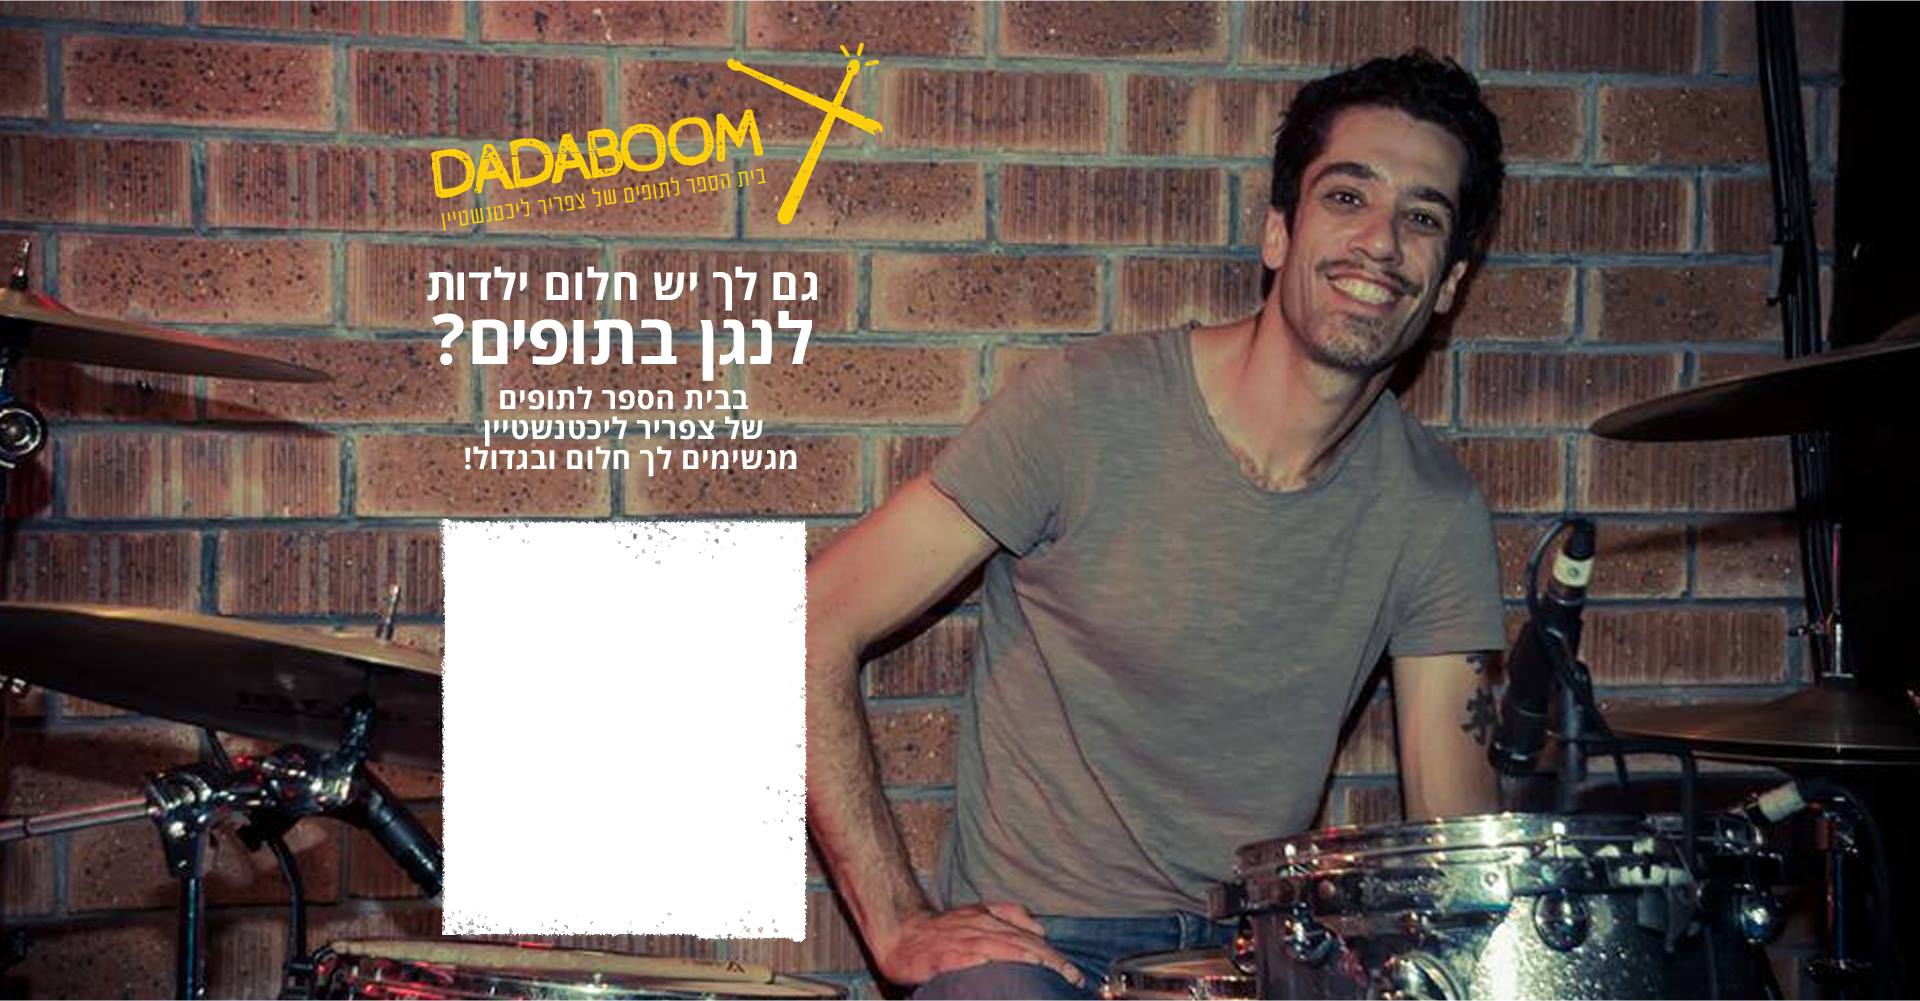 DADABOOM
בית הספר לתופים של צפריר ליכטנשטיין
גם לך יש חלום ילדות
לנגן בתופים?
בבית הספר לתופים
של צפריר ליכטנשטיין
מגשימים לך חלום ובגדול!